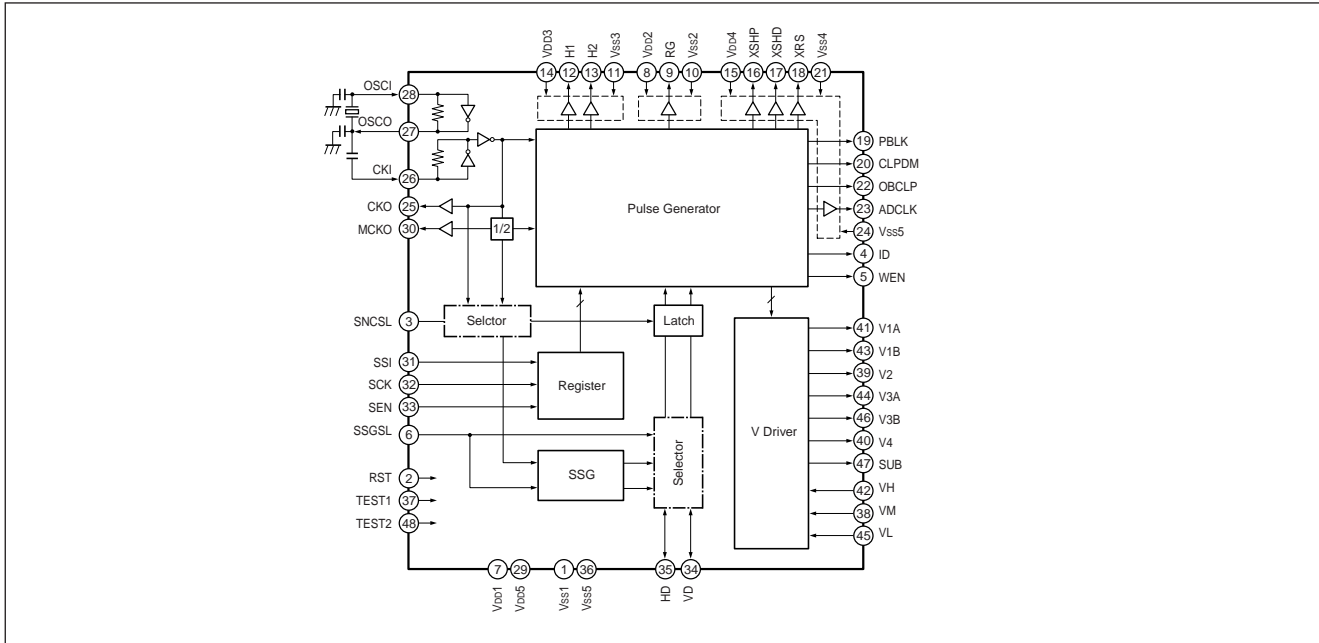 VDD3
H1
H2
VSS3
VDD2
RG
VSS2
VDD4
XSHP
XSHD
XRS
VSS4
14
12
13
11
8
9
10
15
16
17
18
21
OSCI
28
OSCO
27
CKI
26
CKO
25
MCKO
30
1/2
Pulse Generator
19
PBLK
20
CLPDM
22
OBCLP
23
ADCLK
24
VSS5
4
ID
5
WEN
SNCSL
3
Selctor
Latch
SSI
31
SCK
32
SEN
33
Register
SSGSL
6
SSG
Selector
RST
2
TEST1
37
TEST2
48
V Driver
41
V1A
43
V1B
39
V2
44
V3A
46
V3B
40
V4
47
SUB
42
VH
38
VM
45
VL
7
29
1
36
35
34
VDD1
VDD5
VSS1
VSS5
HD
VD